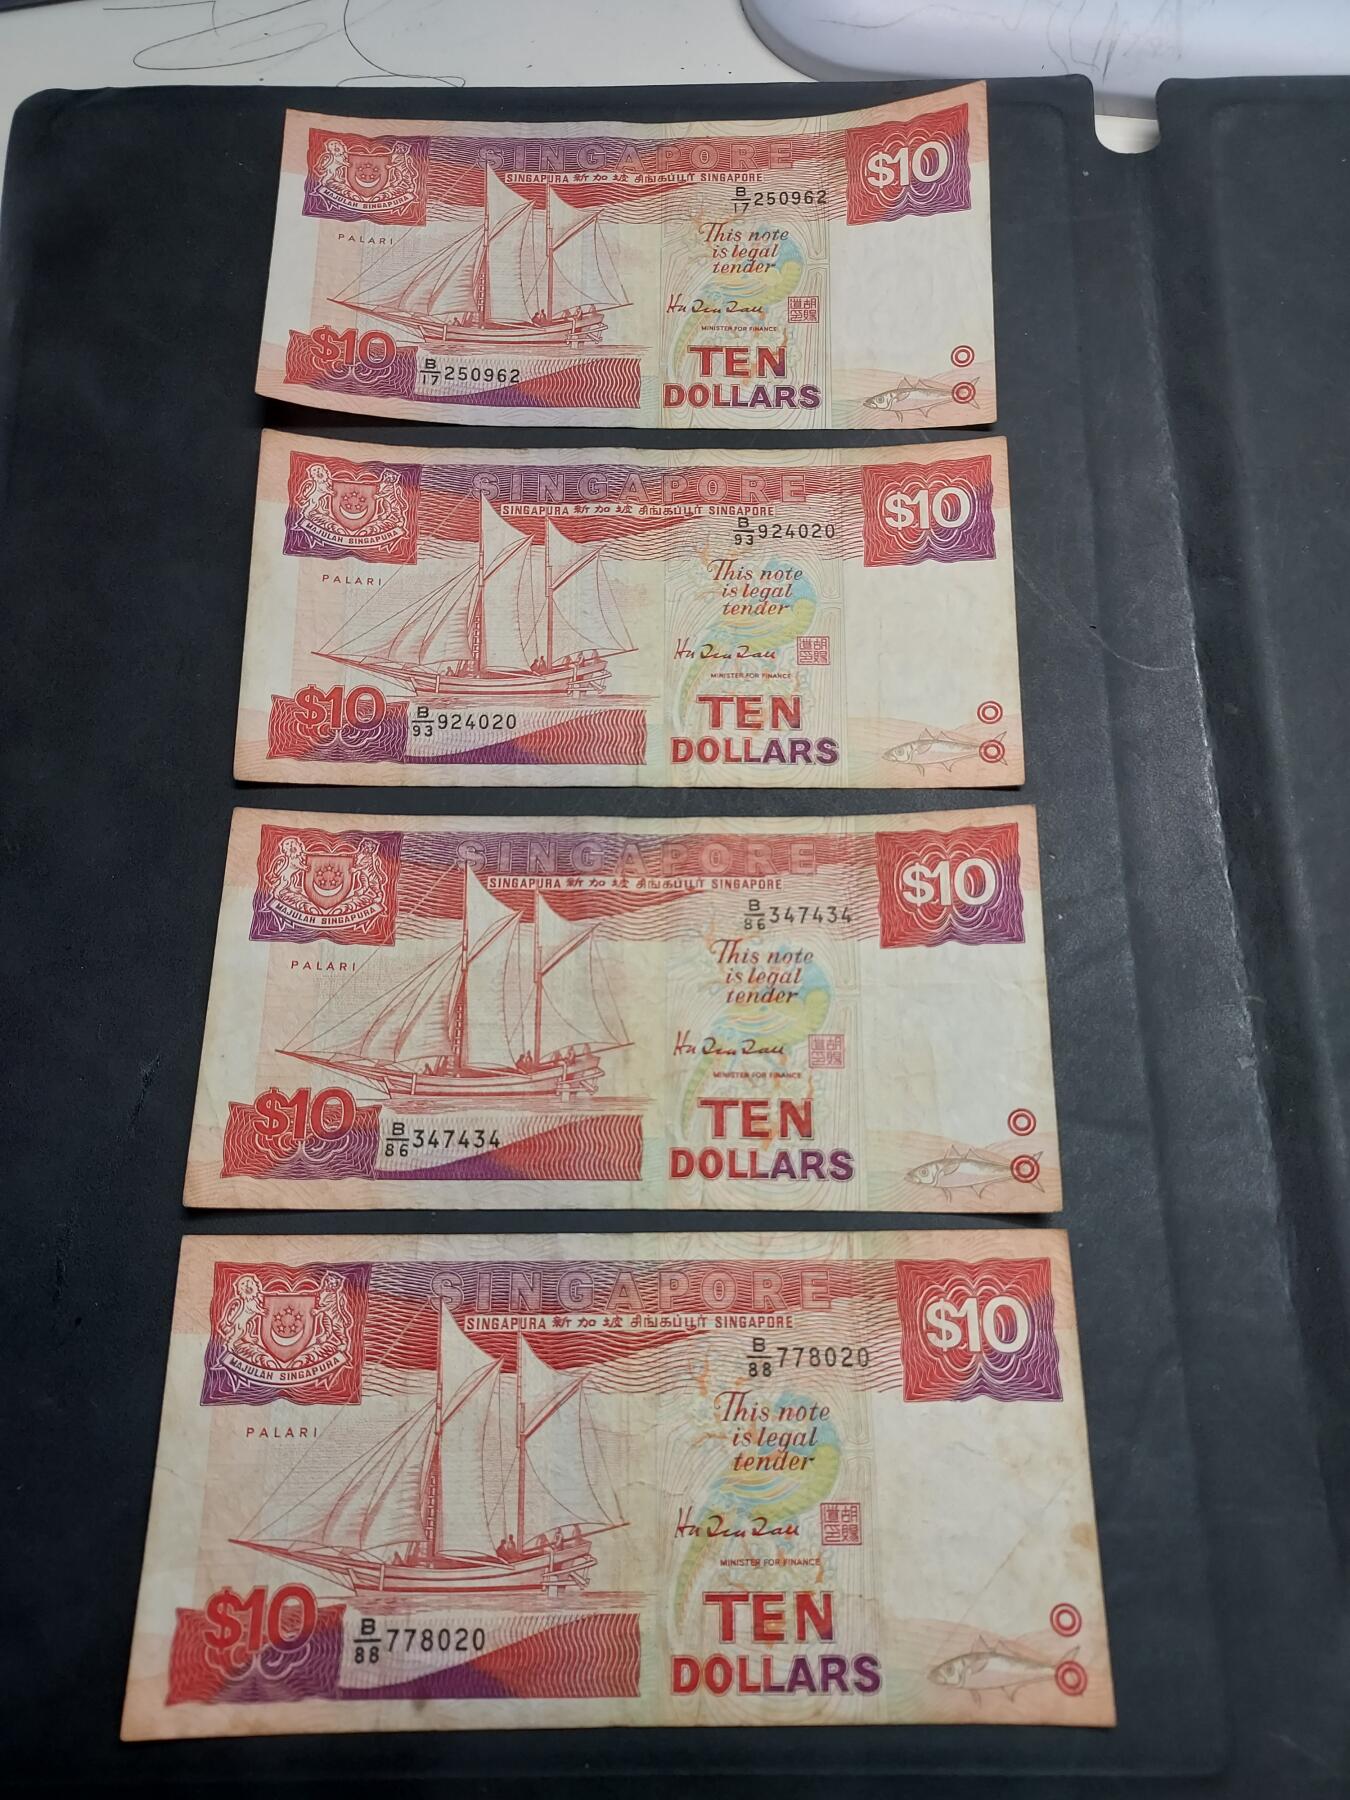 SINGAPORE
SINGAPURA 新加坡 சிங்கப்பூர் SINGAPORE
$10
MAJULAH SINGAPURA
B/17 250962
PALARI
This note
is legal
tender
MINISTER FOR FINANCE
$10
B/17 250962
TEN
DOLLARS
SINGAPORE
SINGAPURA 新加坡 சிங்கப்பூர் SINGAPORE
$10
MAJULAH SINGAPURA
B/93 924020
PALARI
This note
is legal
tender
MINISTER FOR FINANCE
$10
B/93 924020
TEN
DOLLARS
SINGAPORE
SINGAPURA 新加坡 சிங்கப்பூர் SINGAPORE
$10
MAJULAH SINGAPURA
B/86 347434
PALARI
This note
is legal
tender
MINISTER FOR FINANCE
$10
B/86 347434
TEN
DOLLARS
SINGAPORE
SINGAPURA 新加坡 சிங்கப்பூர் SINGAPORE
$10
MAJULAH SINGAPURA
B/88 778020
PALARI
This note
is legal
tender
MINISTER FOR FINANCE
$10
B/88 778020
TEN
DOLLARS